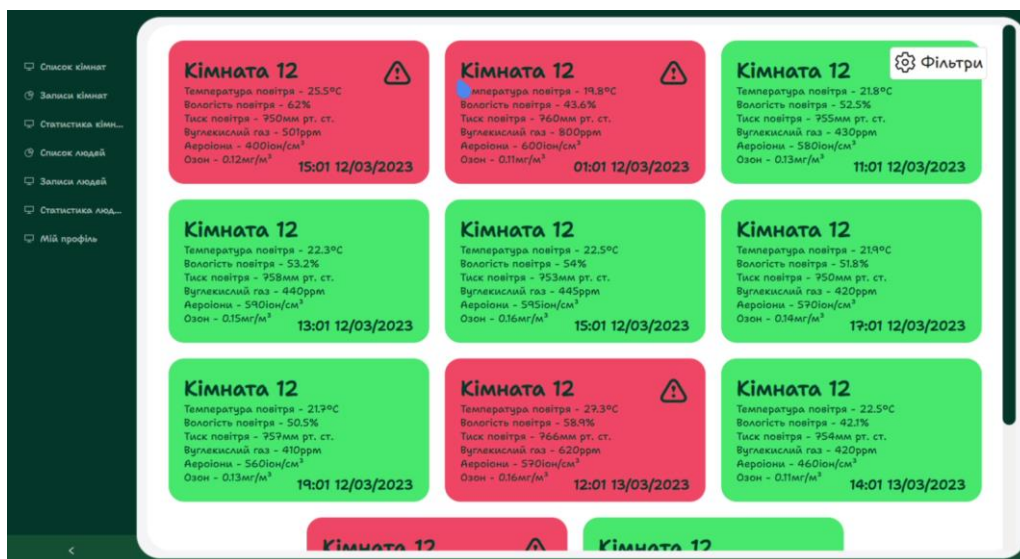 Список кімнат
Записи кімнат
Статистика кімн...
Список людей
Записи людей
Статистика люд...
Мій профіль
<
Фільтри
Кімната 12
Температура повітря - 25.5°C
Вологість повітря - 62%
Тиск повітря - 750мм рт. ст.
Вуглекислий газ - 501ppm
Аероіони - 400іон/см³
Озон - 0.12мг/м³
15:01 12/03/2023
Кімната 12
мпература повітря - 19.8°C
Вологість повітря - 43.6%
Тиск повітря - 760мм рт. ст.
Вуглекислий газ - 800ppm
Аероіони - 600іон/см³
Озон - 0.11мг/м³
01:01 12/03/2023
Кімната 12
Температура повітря - 21.8°C
Вологість повітря - 52.5%
Тиск повітря - 755мм рт. ст.
Вуглекислий газ - 430ppm
Аероіони - 580іон/см³
Озон - 0.13мг/м³
11:01 12/03/2023
Кімната 12
Температура повітря - 22.3°C
Вологість повітря - 53.2%
Тиск повітря - 758мм рт. ст.
Вуглекислий газ - 440ppm
Аероіони - 590іон/см³
Озон - 0.15мг/м³
13:01 12/03/2023
Кімната 12
Температура повітря - 22.5°C
Вологість повітря - 54%
Тиск повітря - 753мм рт. ст.
Вуглекислий газ - 445ppm
Аероіони - 595іон/см³
Озон - 0.16мг/м³
15:01 12/03/2023
Кімната 12
Температура повітря - 21.9°C
Вологість повітря - 51.8%
Тиск повітря - 750мм рт. ст.
Вуглекислий газ - 420ppm
Аероіони - 570іон/см³
Озон - 0.14мг/м³
17:01 12/03/2023
Кімната 12
Температура повітря - 21.7°C
Вологість повітря - 50.5%
Тиск повітря - 757мм рт. ст.
Вуглекислий газ - 410ppm
Аероіони - 560іон/см³
Озон - 0.13мг/м³
19:01 12/03/2023
Кімната 12
Температура повітря - 27.3°C
Вологість повітря - 58.9%
Тиск повітря - 766мм рт. ст.
Вуглекислий газ - 620ppm
Аероіони - 570іон/см³
Озон - 0.16мг/м³
12:01 13/03/2023
Кімната 12
Температура повітря - 22.5°C
Вологість повітря - 42.1%
Тиск повітря - 754мм рт. ст.
Вуглекислий газ - 420ppm
Аероіони - 460іон/см³
Озон - 0.11мг/м³
14:01 13/03/2023
Кімната 12
Кімната 12